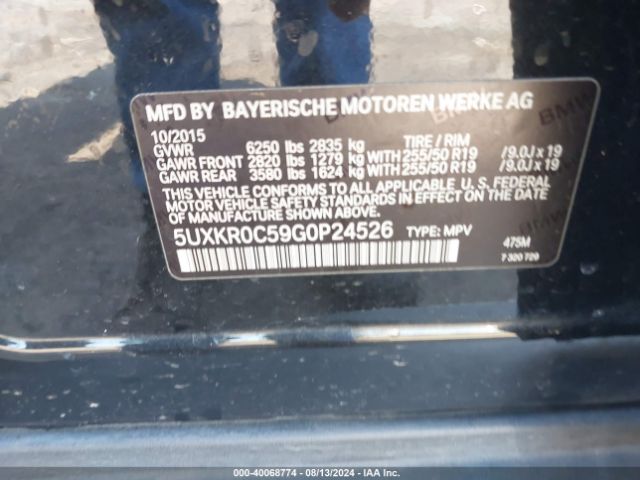 MFD BY BAYERISCHE MOTOREN WERKE AG
10/2015 TIRE / RIM
GVWR 6250 lbs 2835 kg
GAWR FRONT 2820 lbs 1279 kg WITH 255/50 R19 /9.0J x 19
GAWR REAR 3580 lbs 1624 kg WITH 255/50 R19 /9.0J x 19
THIS VEHICLE CONFORMS TO ALL APPLICABLE U. S. FEDERAL
MOTOR VEHICLE SAFETY STANDARDS IN EFFECT ON THE DATE OF
MANUFACTURE SHOWN ABOVE.
5UXKR0C59G0P24526 TYPE: MPV
475M
7 320 729
000-40068774 | 08/13/2024 | IAA Inc.